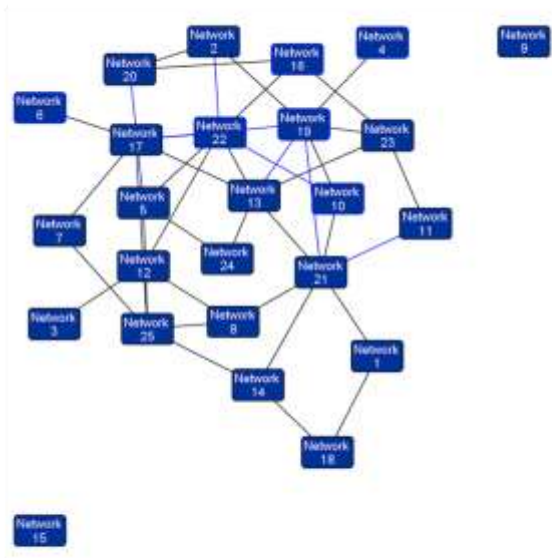 Network
2
Network
4
Network
9
Network
16
Network
20
Network
6
Network
17
Network
22
Network
19
Network
23
Network
5
Network
13
Network
10
Network
11
Network
7
Network
24
Network
12
Network
21
Network
3
Network
25
Network
8
Network
1
Network
14
Network
18
Network
15